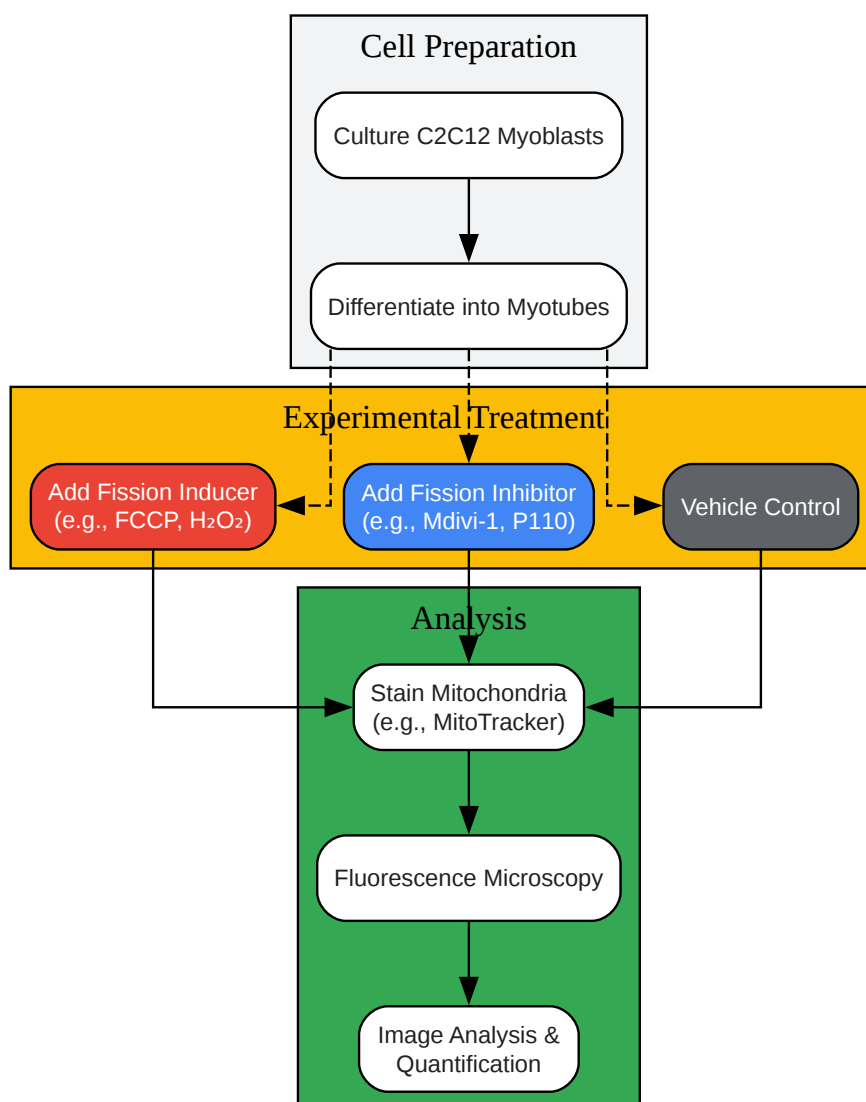 Cell Preparation
Culture C2C12 Myoblasts
Differentiate into Myotubes
Experimental Treatment
Add Fission Inducer
(e.g., FCCP, H₂O₂)
Add Fission Inhibitor
(e.g., Mdivi-1, P110)
Vehicle Control
Analysis
Stain Mitochondria
(e.g., MitoTracker)
Fluorescence Microscopy
Image Analysis &
Quantification